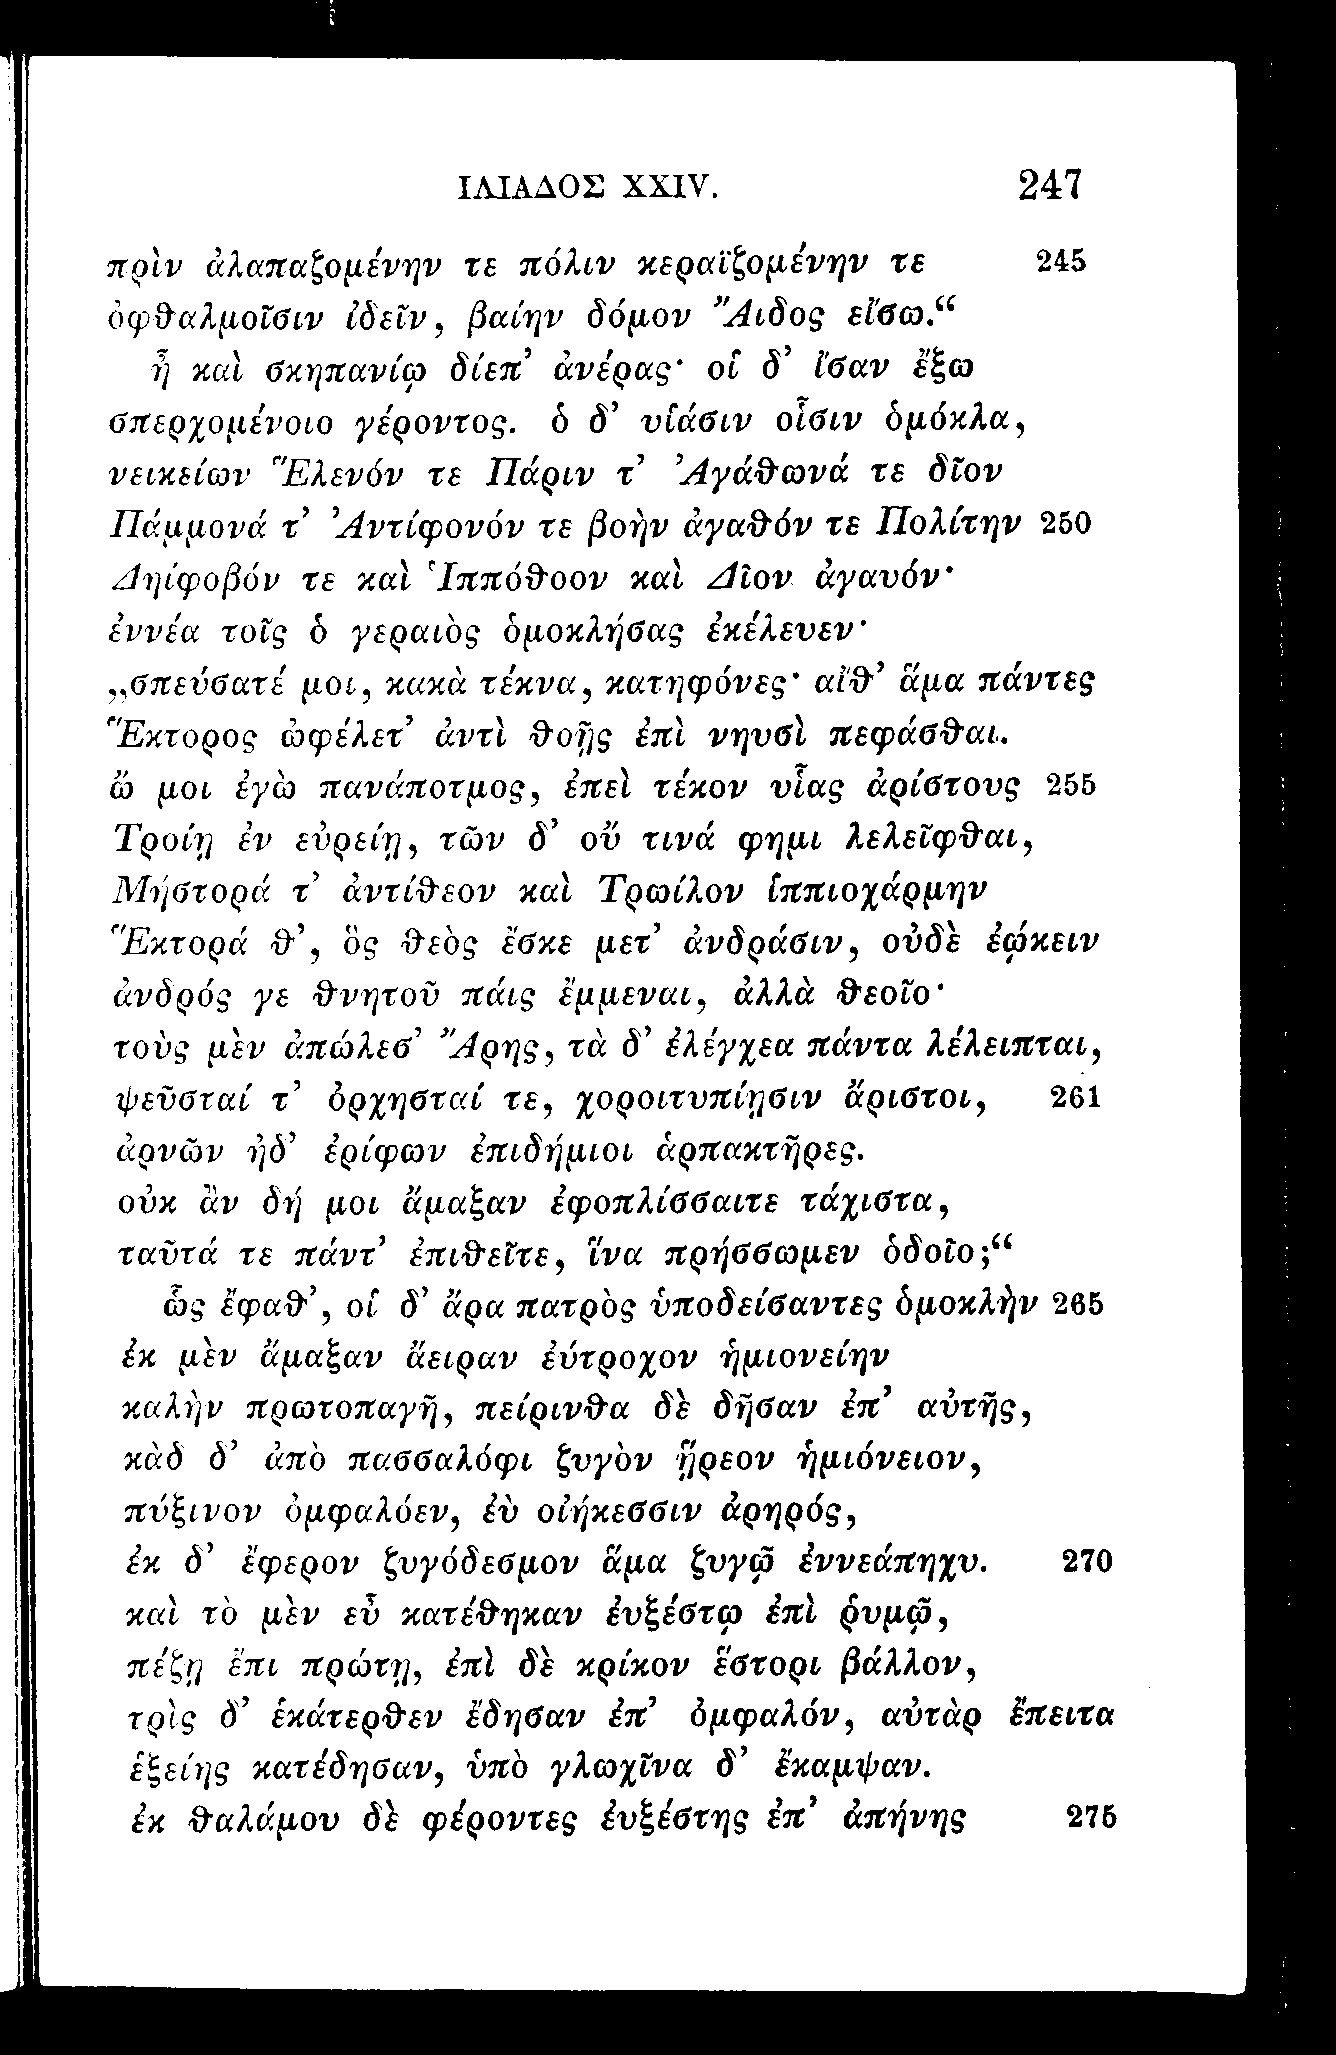 ΙΛΙΑΔΟΣ XXIV. 247
πρὶν ἀλαπαζομένην τε πόλιν κεραϊζομένην τε 245
ὀφθαλμοῖσιν ἰδεῖν, βαίην δόμον Ἄιδος εἴσω.“
ἦ καὶ σκηπανίῳ δίεπ’ ἀνέρας· οἱ δ’ ἴσαν ἔξω
σπερχομένοιο γέροντος. ὁ δ’ υἱάσιν οἷσιν ὁμόκλα,
νεικείων Ἕλενόν τε Πάριν τ’ Ἀγάθωνά τε δῖον
Πάμμονά τ’ Ἀντίφονόν τε βοὴν ἀγαθόν τε Πολίτην 250
Δηίφοβόν τε καὶ Ἱππόθοον καὶ Δῖον ἀγαυόν·
ἐννέα τοῖς ὁ γεραιὸς ὁμοκλήσας ἐκέλευεν·
„σπεύσατέ μοι, κακὰ τέκνα, κατηφόνες· αἴθ’ ἅμα πάντες
Ἕκτορος ὠφέλετ’ ἀντὶ θοῇς ἐπὶ νηυσὶ πεφάσθαι.
ὤ μοι ἐγὼ πανάποτμος, ἐπεὶ τέκον υἷας ἀρίστους 255
Τροίῃ ἐν εὐρείῃ, τῶν δ’ οὔ τινά φημι λελεῖφθαι,
Μήστορά τ’ ἀντίθεον καὶ Τρωίλον ἱππιοχάρμην
Ἕκτορά θ’, ὃς θεὸς ἔσκε μετ’ ἀνδράσιν, οὐδὲ ἐῴκειν
ἀνδρός γε θνητοῦ πάις ἔμμεναι, ἀλλὰ θεοῖο·
τοὺς μὲν ἀπώλεσ’ Ἄρης, τὰ δ’ ἐλέγχεα πάντα λέλειπται,
ψεῦσταί τ’ ὀρχησταί τε, χοροιτυπίῃσιν ἄριστοι, 261
ἀρνῶν ἠδ’ ἐρίφων ἐπιδήμιοι ἁρπακτῆρες.
οὐκ ἂν δή μοι ἄμαξαν ἐφοπλίσσαιτε τάχιστα,
ταῦτά τε πάντ’ ἐπιθεῖτε, ἵνα πρήσσωμεν ὁδοῖο;“
ὣς ἔφαθ’, οἱ δ’ ἄρα πατρὸς ὑποδείσαντες ὁμοκλὴν 265
ἐκ μὲν ἄμαξαν ἄειραν ἐύτροχον ἡμιονείην
καλὴν πρωτοπαγῆ, πείρινθα δὲ δῆσαν ἐπ’ αὐτῆς,
κὰδ δ’ ἀπὸ πασσαλόφι ζυγὸν ᾕρεον ἡμιόνειον,
πύξινον ὀμφαλόεν, ἐὺ οἰήκεσσιν ἀρηρός,
ἐκ δ’ ἔφερον ζυγόδεσμον ἅμα ζυγῷ ἐννεάπηχυ. 270
καὶ τὸ μὲν εὖ κατέθηκαν ἐυξέστῳ ἐπὶ ῥυμῷ,
πέζῃ ἔπι πρώτῃ, ἐπὶ δὲ κρίκον ἕστορι βάλλον,
τρὶς δ’ ἑκάτερθεν ἔδησαν ἐπ’ ὀμφαλόν, αὐτὰρ ἔπειτα
ἑξείης κατέδησαν, ὑπὸ γλωχῖνα δ’ ἔκαμψαν.
ἐκ θαλάμου δὲ φέροντες ἐυξέστης ἐπ’ ἀπήνης 275